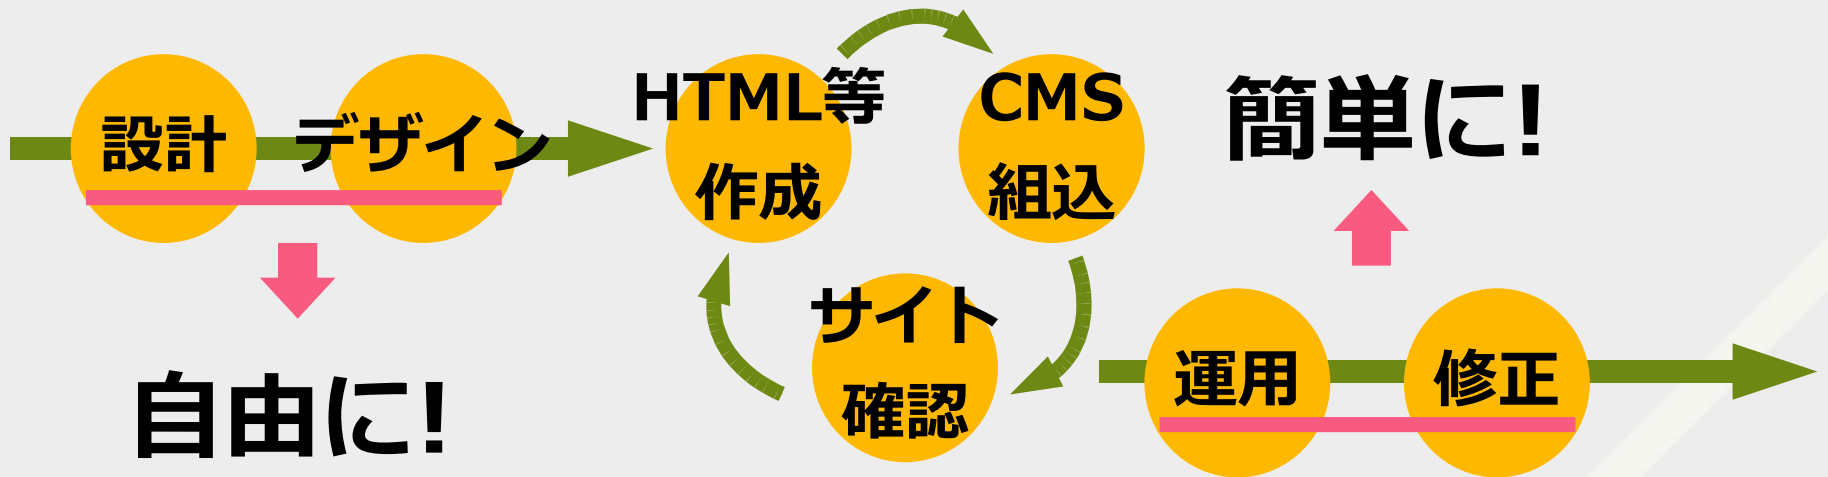 設計
デザイン
自由に!
HTML等
作成
CMS
組込
サイト
確認
簡単に!
運用
修正